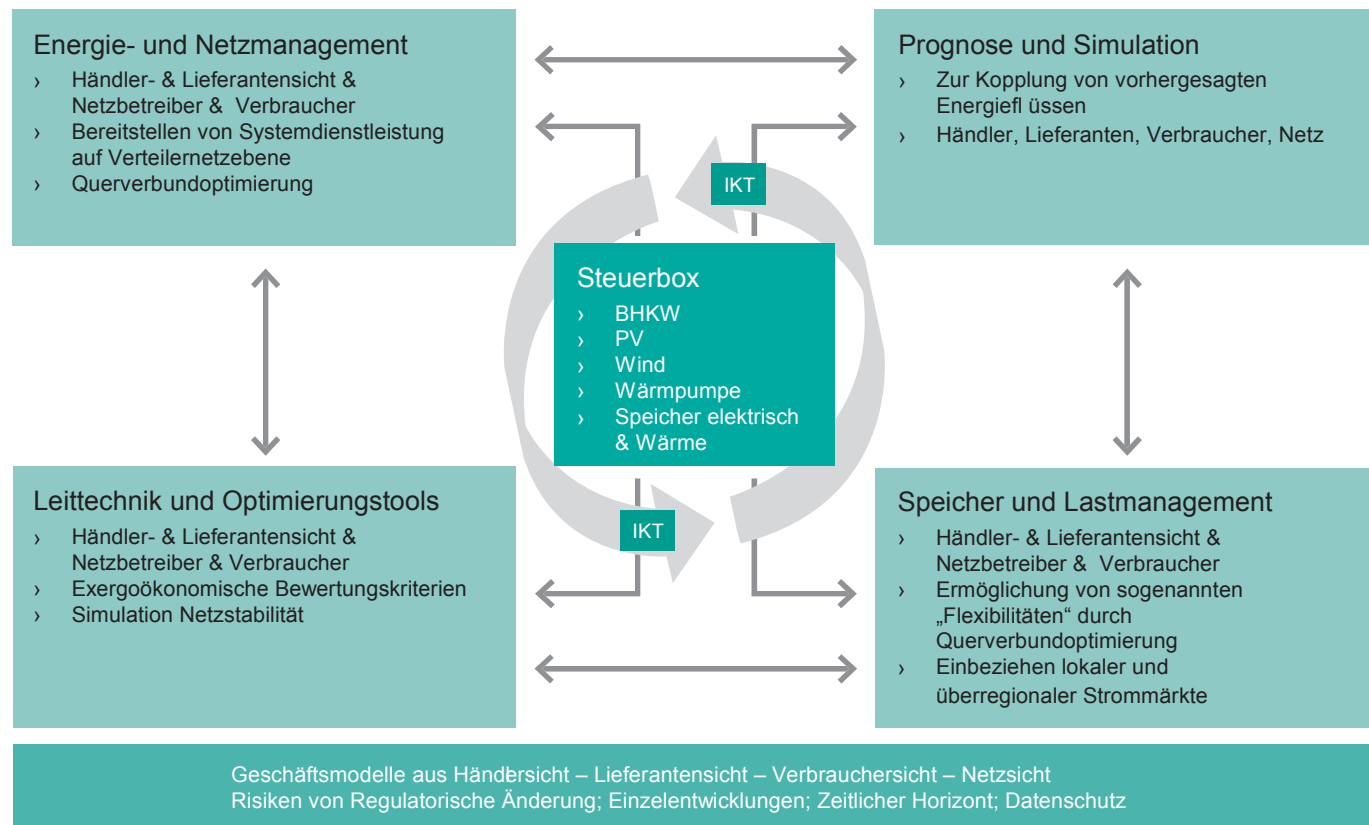 Energie- und Netzmanagement
› Händler- & Lieferantensicht &
Netzbetreiber & Verbraucher
› Bereitstellen von Systemdienstleistung
auf Verteilernetzebene
› Querverbundoptimierung
Prognose und Simulation
› Zur Kopplung von vorhergesagten
Energiefl üssen
› Händler, Lieferanten, Verbraucher, Netz
IKT
Steuerbox
› BHKW
› PV
› Wind
› Wärmpumpe
› Speicher elektrisch
& Wärme
IKT
Leittechnik und Optimierungstools
› Händler- & Lieferantensicht &
Netzbetreiber & Verbraucher
› Exergoökonomische Bewertungskriterien
› Simulation Netzstabilität
Speicher und Lastmanagement
› Händler- & Lieferantensicht &
Netzbetreiber & Verbraucher
› Ermöglichung von sogenannten
„Flexibilitäten“ durch
Querverbundoptimierung
› Einbeziehen lokaler und
überregionaler Strommärkte
Geschäftsmodelle aus Händlersicht – Lieferantensicht – Verbrauchersicht – Netzsicht
Risiken von Regulatorische Änderung; Einzelentwicklungen; Zeitlicher Horizont; Datenschutz